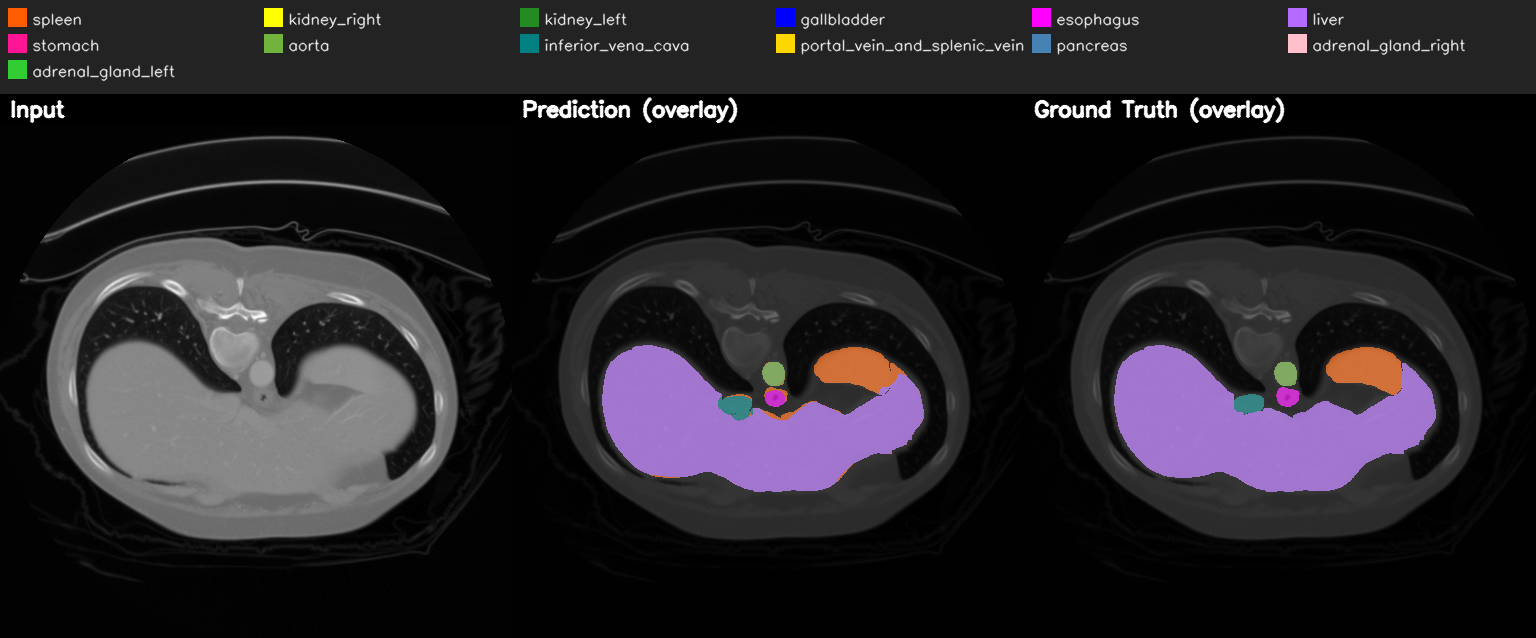 spleen kidney_right kidney_left gallbladder esophagus liver
stomach aorta inferior_vena_cava portal_vein_and_splenic_vein pancreas adrenal_gland_right
adrenal_gland_left
Input Prediction (overlay) Ground Truth (overlay)